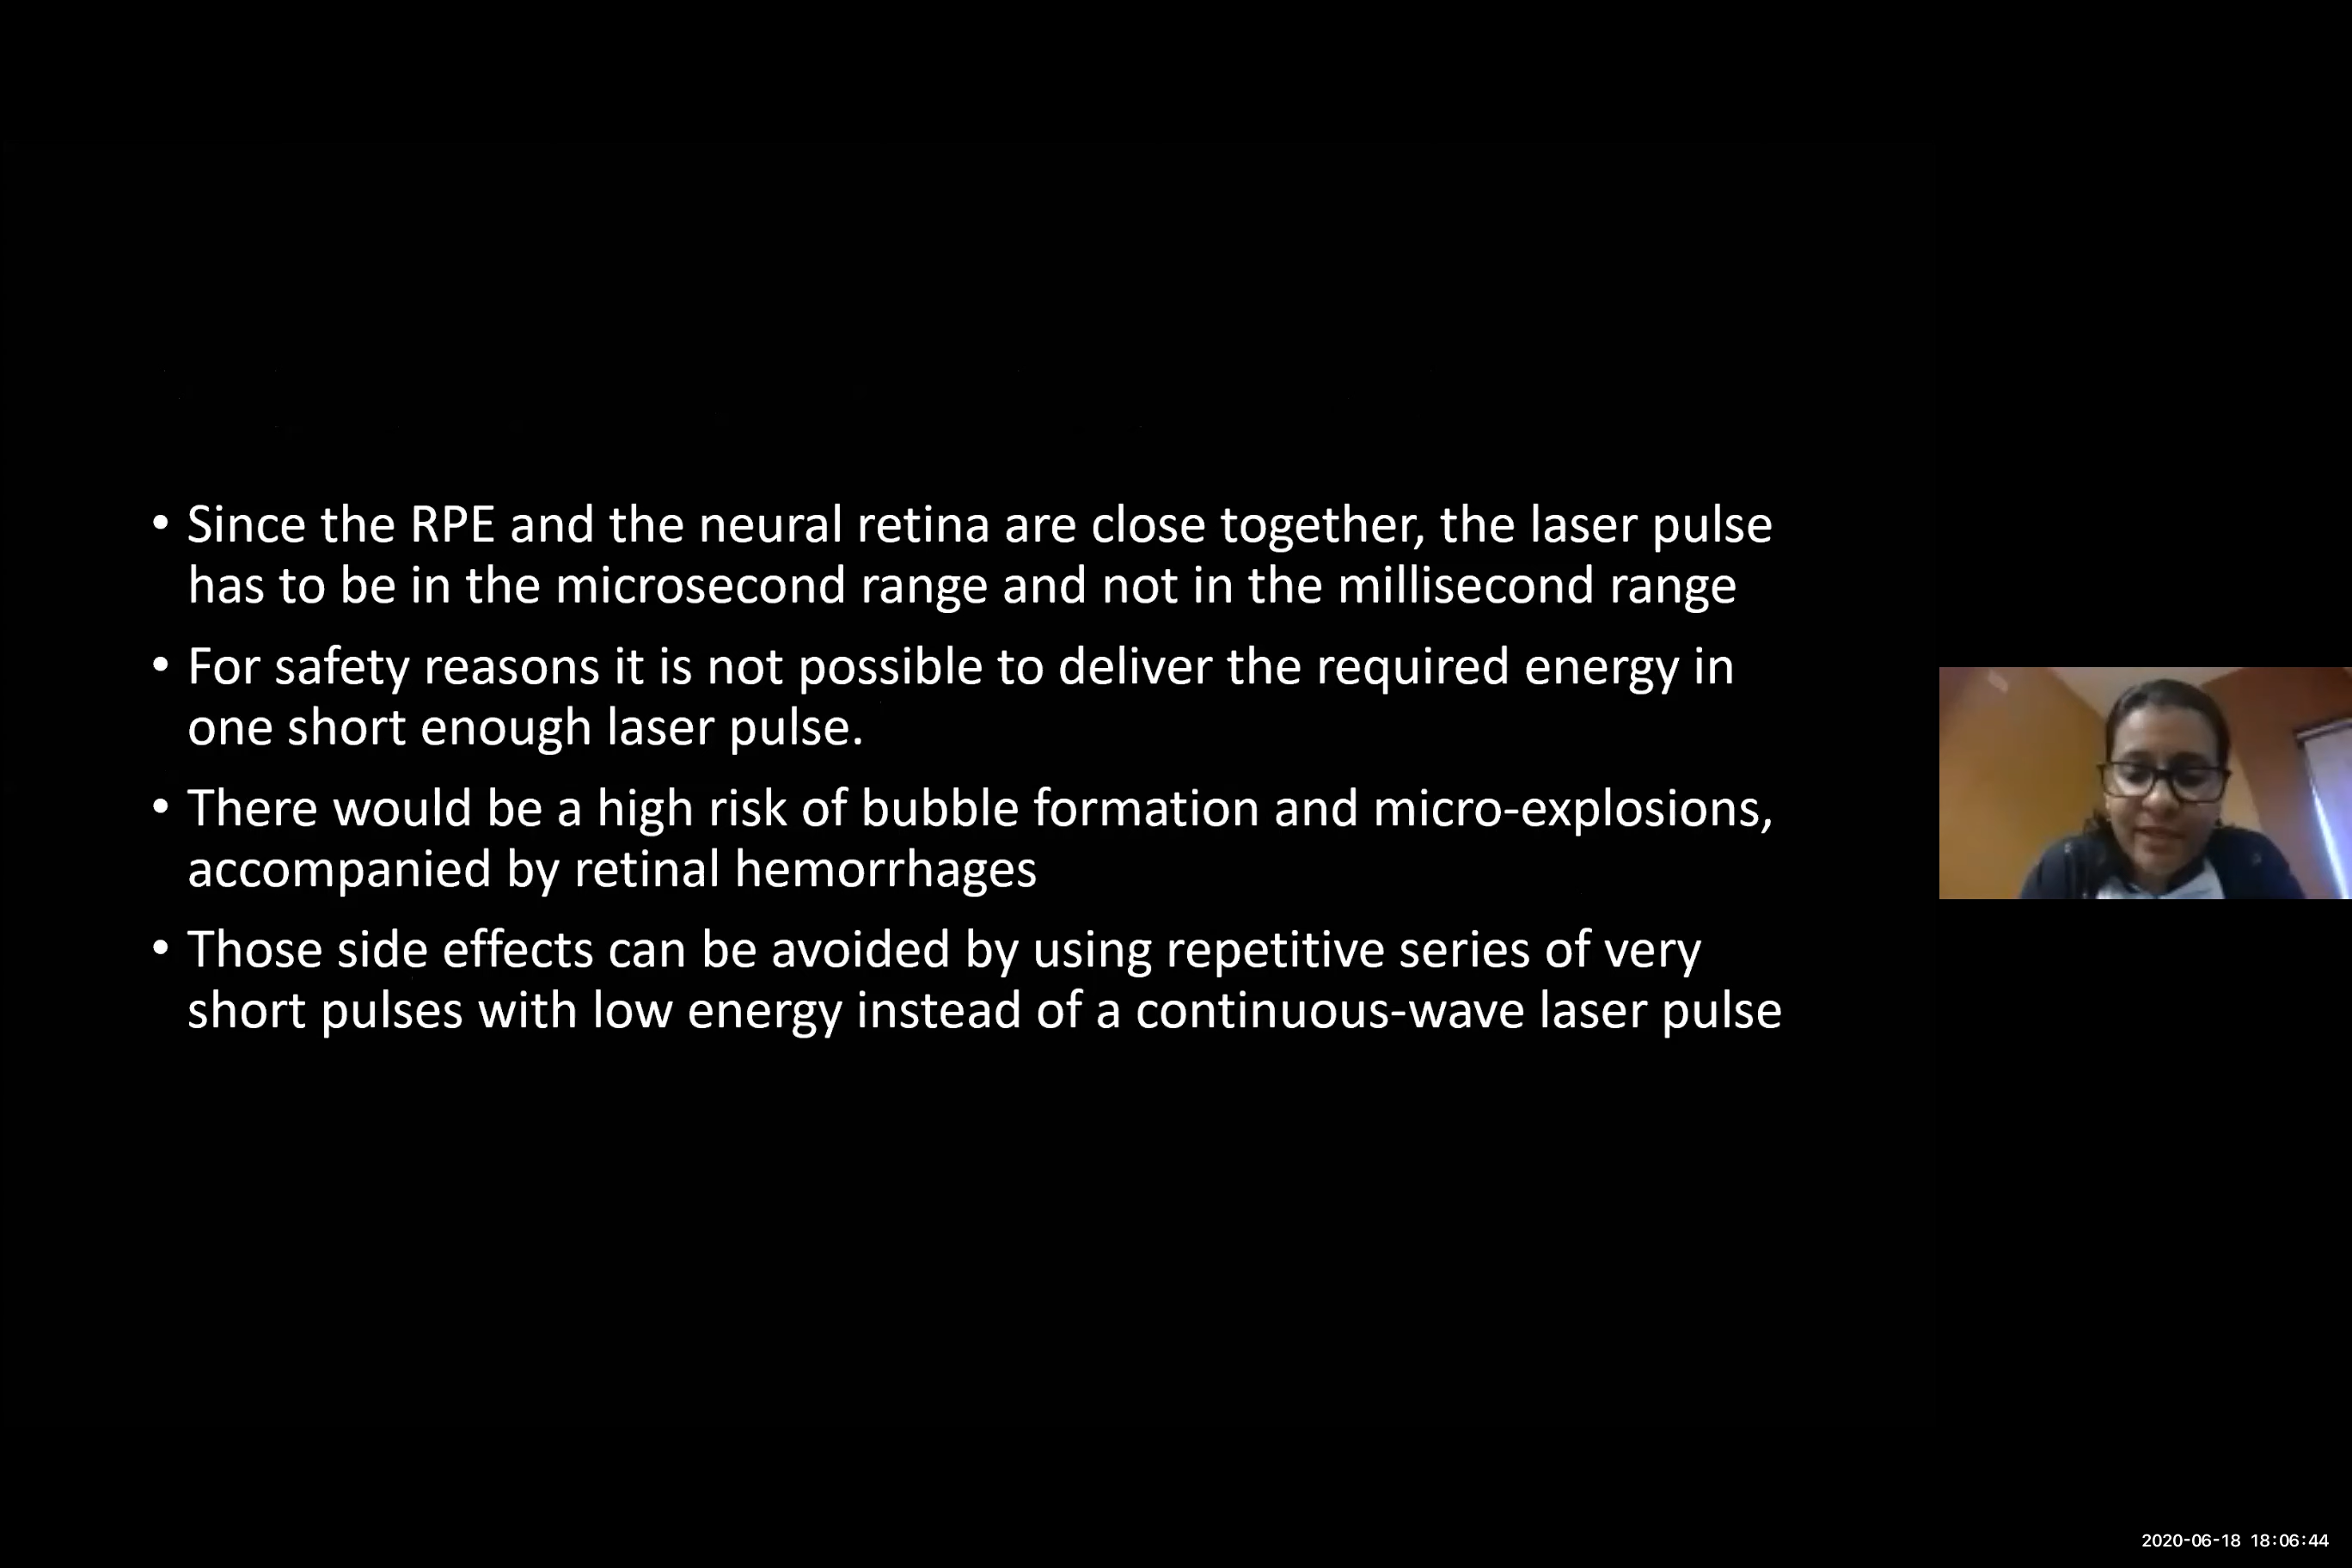 • Since the RPE and the neural retina are close together, the laser pulse
has to be in the microsecond range and not in the millisecond range
• For safety reasons it is not possible to deliver the required energy in
one short enough laser pulse.
• There would be a high risk of bubble formation and micro-explosions,
accompanied by retinal hemorrhages
• Those side effects can be avoided by using repetitive series of very
short pulses with low energy instead of a continuous-wave laser pulse
2020-06-18 18:06:44